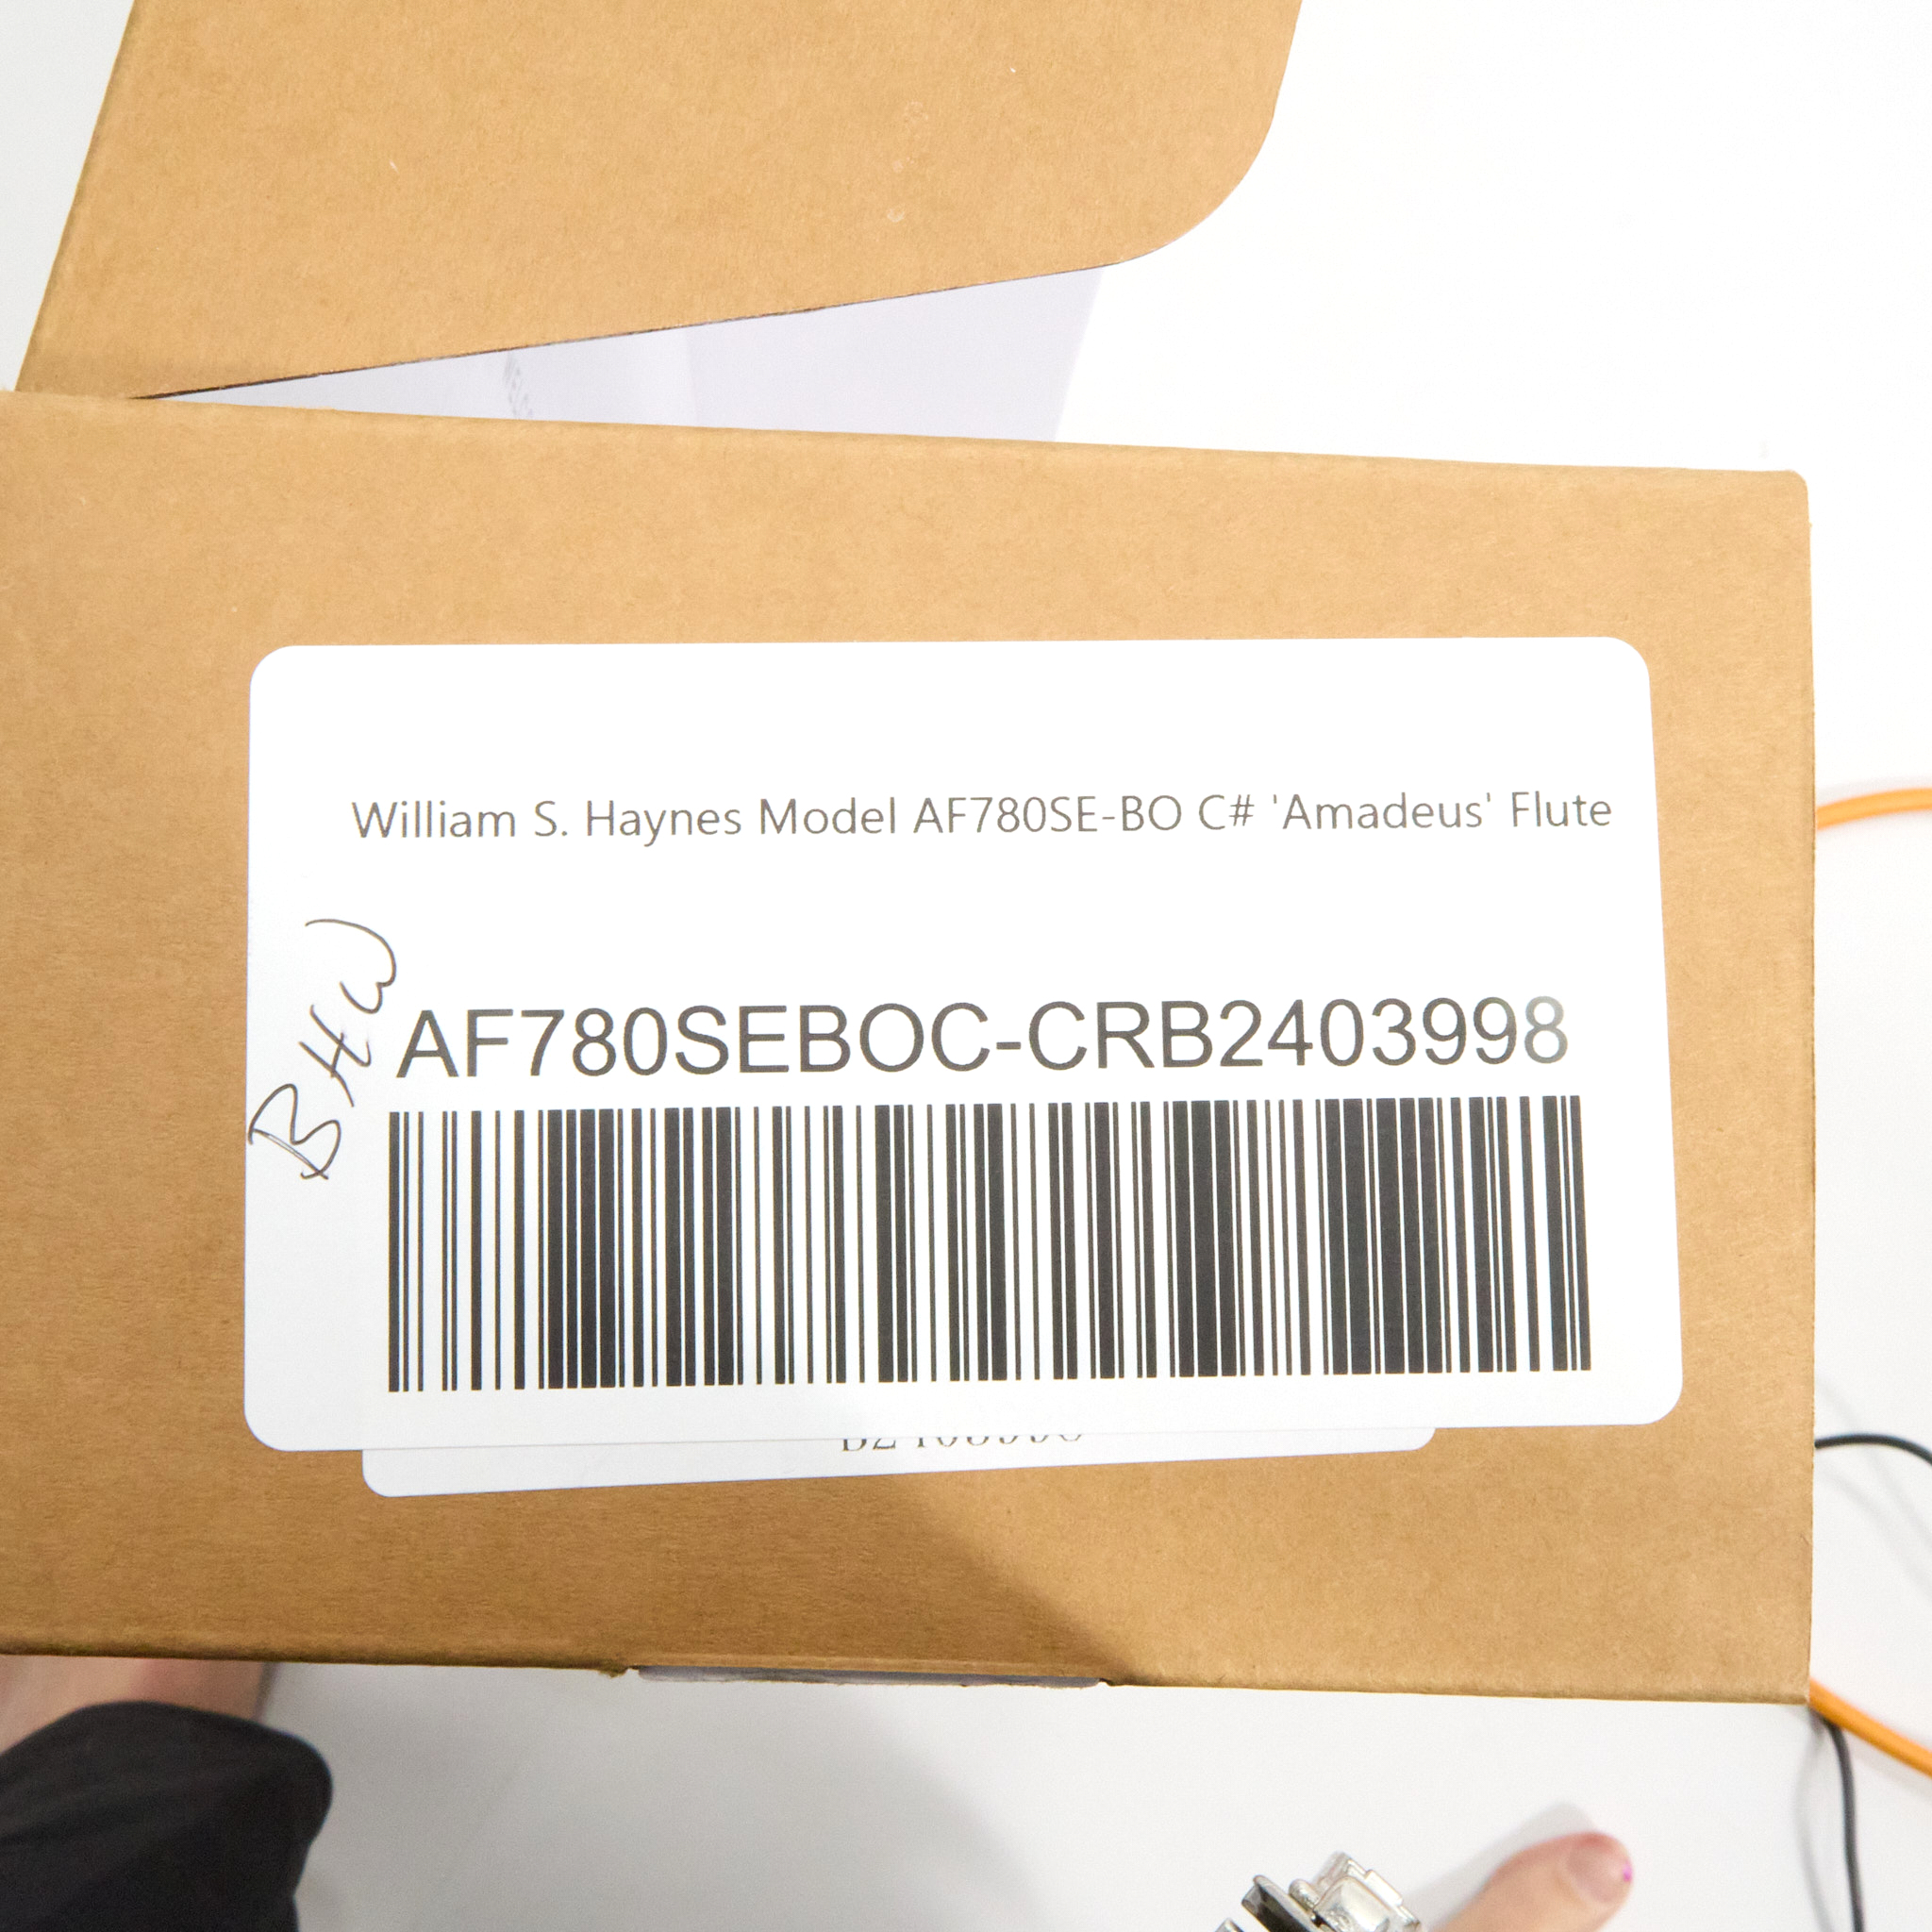 William S. Haynes Model AF780SE-BO C# 'Amadeus' Flute
BHW
AF780SEBOC-CRB2403998